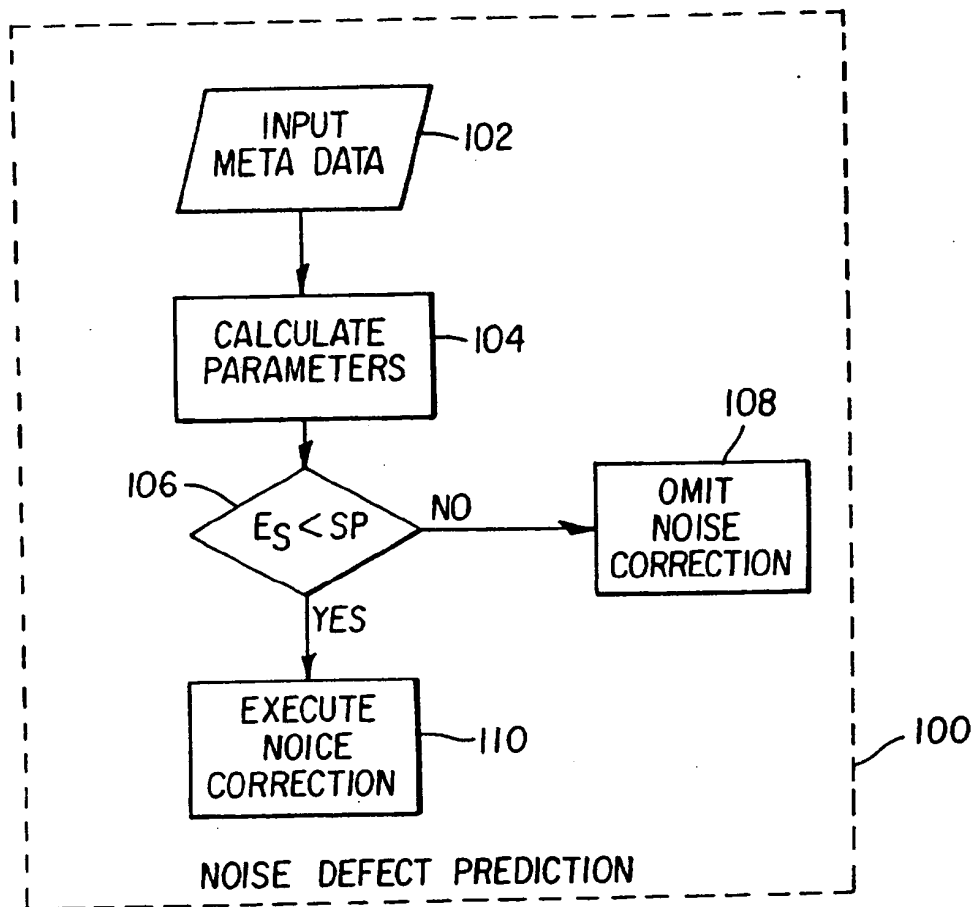 INPUT
META DATA
102
CALCULATE
PARAMETERS
104
106
E_S < SP
NO
108
OMIT
NOISE
CORRECTION
YES
EXECUTE
NOICE
CORRECTION
110
100
NOISE DEFECT PREDICTION